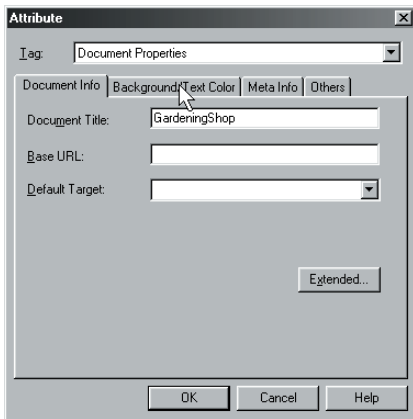 Attribute
Tag: Document Properties
Document Info Background/Text Color Meta Info Others
Document Title: GardeningShop
Base URL:
Default Target:
Extended...
OK Cancel Help